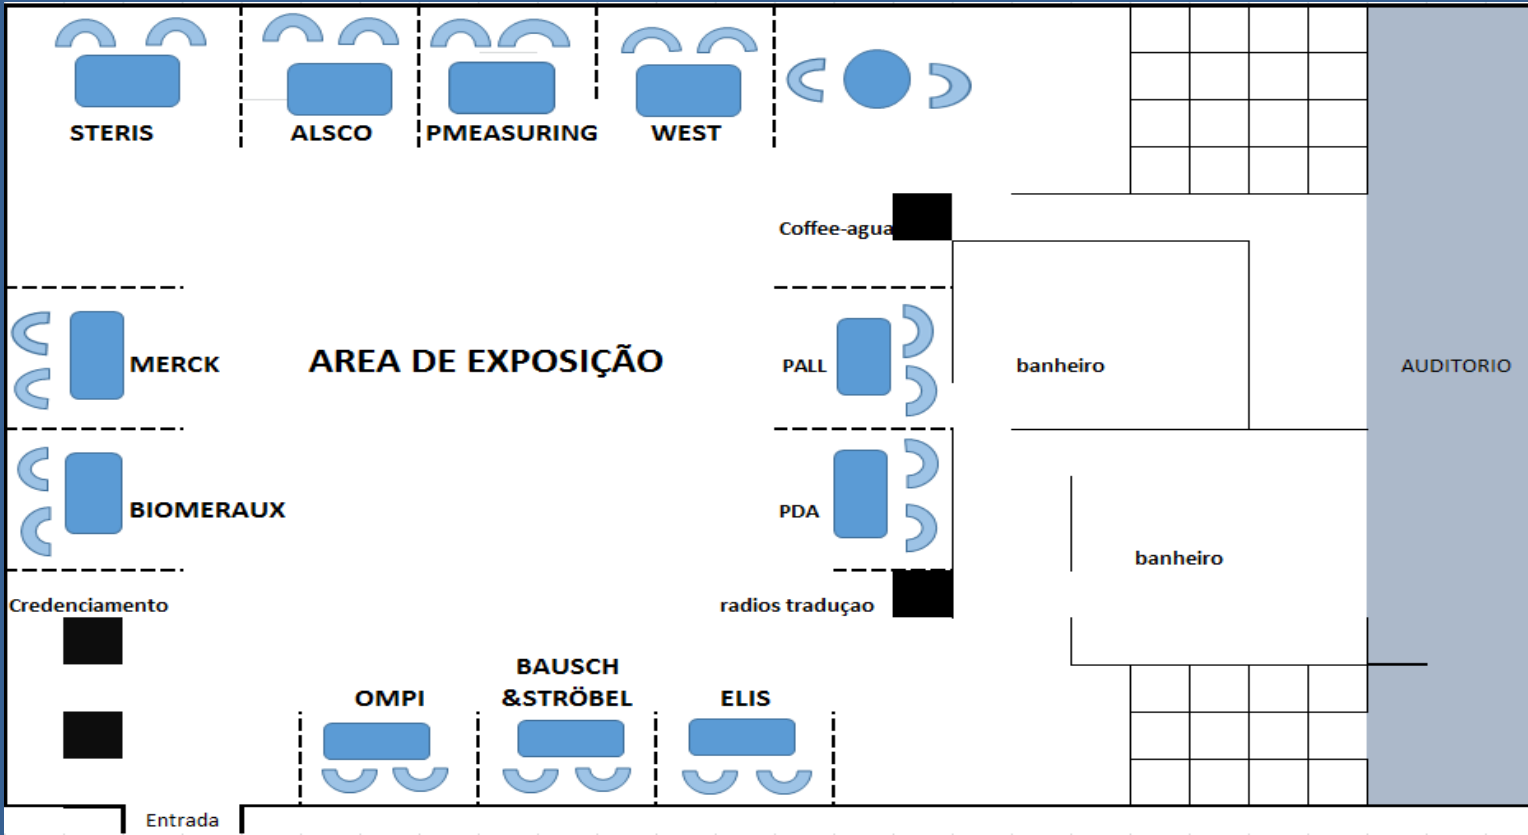 STERIS
ALSCO
PMEASURING
WEST
Coffee-agua
MERCK
AREA DE EXPOSIÇÃO
PALL
banheiro
AUDITORIO
BIOMERAUX
PDA
banheiro
Credenciamento
radios traduçao
OMPI
BAUSCH
&STRÖBEL
ELIS
Entrada